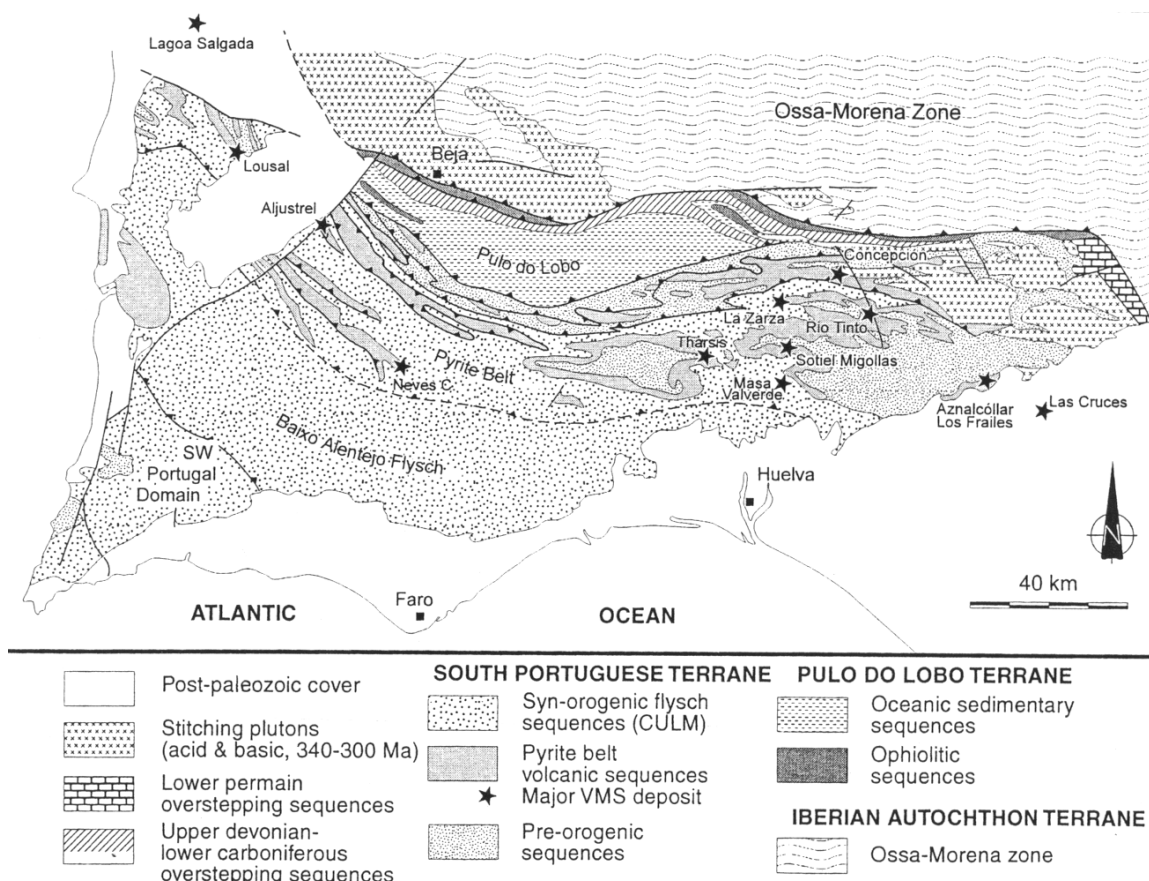 Lagoa Salgada
Ossa-Morena Zone
Beja
Lousal
Aljustrel
Pulo do Lobo
Concepción
La Zarza
Río Tinto
Tharsis
Sotiel Migollas
Pyrite Belt
Neves C.
Masa
Valverde
Aznalcóllar
Los Frailes
Las Cruces
Baixo Alentejo Flysch
SW
Portugal
Domain
Huelva
N
40 km
Faro
ATLANTIC
OCEAN
Post-paleozoic cover
Stitching plutons
(acid & basic, 340-300 Ma)
Lower permain
overstepping sequences
Upper devonian-
lower carboniferous
overstepping sequences
SOUTH PORTUGUESE TERRANE
Syn-orogenic flysch
sequences (CULM)
Pyrite belt
volcanic sequences
Major VMS deposit
Pre-orogenic
sequences
PULO DO LOBO TERRANE
Oceanic sedimentary
sequences
Ophiolitic
sequences
IBERIAN AUTOCHTHON TERRANE
Ossa-Morena zone